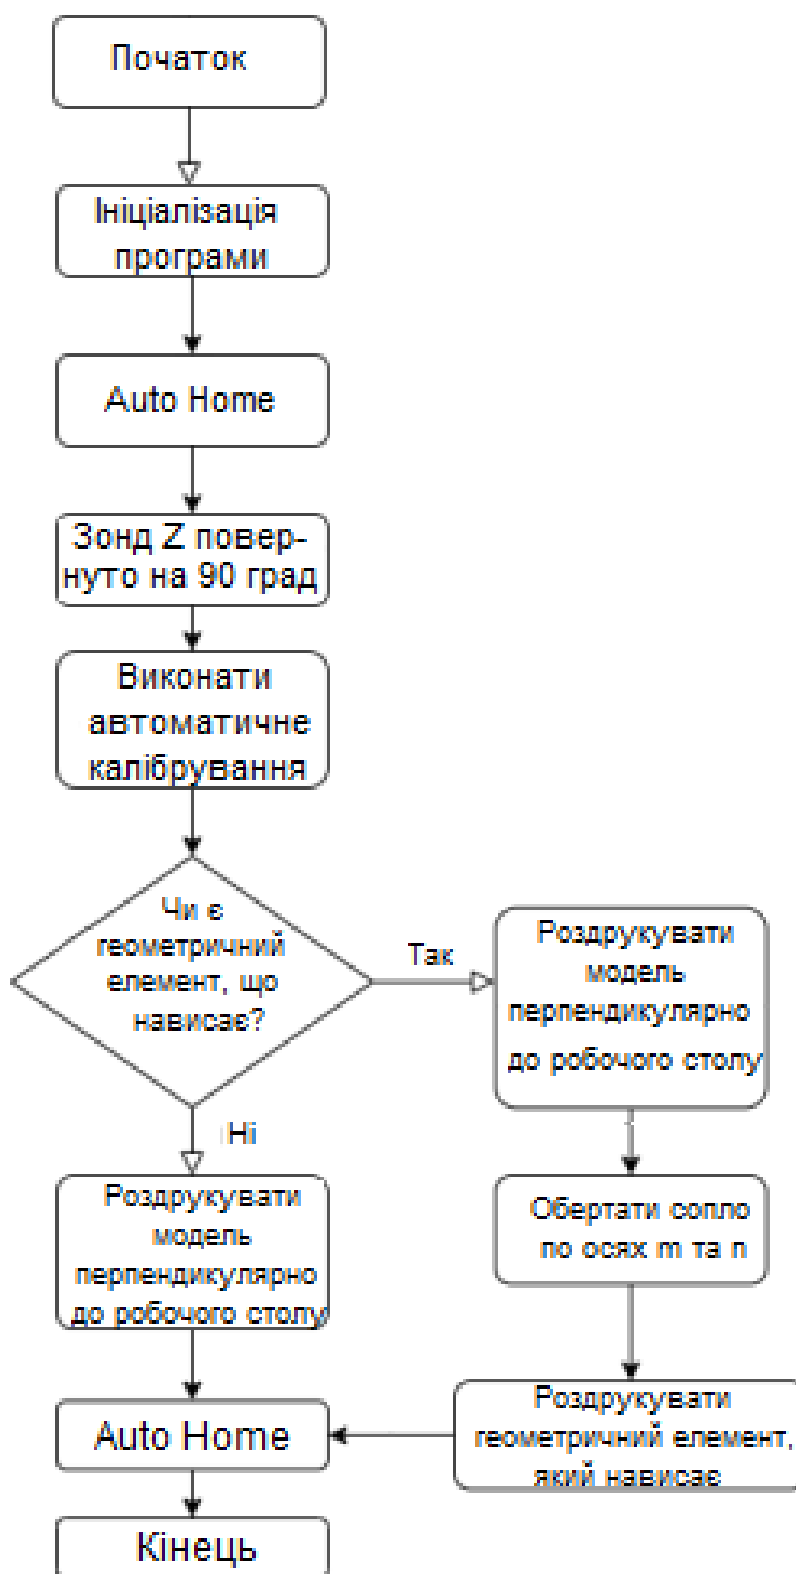 Початок
Ініціалізація
програми
Auto Home
Зонд Z повер-
нуто на 90 град
Виконати
автоматичне
калібрування
Чи є
геометричний
елемент, що
нависає?
Так
Роздрукувати
модель
перпендикулярно
до робочого столу
Обертати сопло
по осях m та n
Роздрукувати
геометричний елемент,
який нависає
Ні
Роздрукувати
модель
перпендикулярно
до робочого столу
Auto Home
Кінець